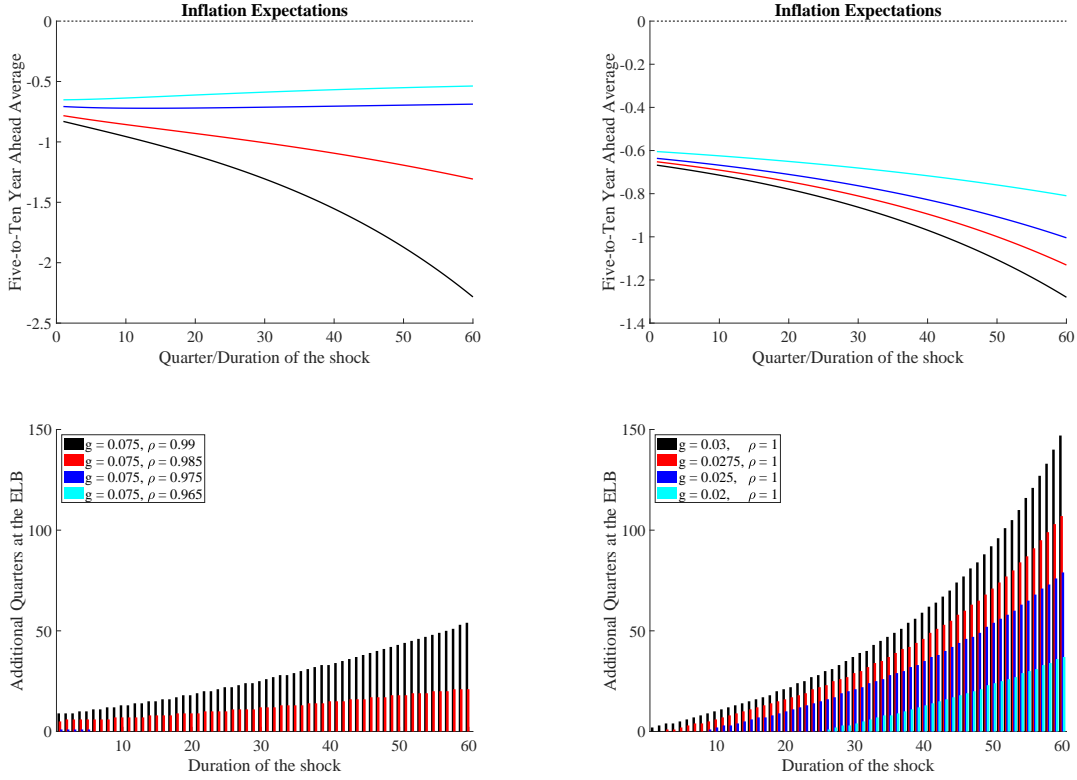 Inflation Expectations
Five-to-Ten Year Ahead Average
0
-0.5
-1
-1.5
-2
-2.5
0 10 20 30 40 50 60
Quarter/Duration of the shock
Inflation Expectations
Five-to-Ten Year Ahead Average
0
-0.2
-0.4
-0.6
-0.8
-1
-1.2
-1.4
0 10 20 30 40 50 60
Quarter/Duration of the shock
Additional Quarters at the ELB
150
100
50
0
g = 0.075, ρ = 0.99
g = 0.075, ρ = 0.985
g = 0.075, ρ = 0.975
g = 0.075, ρ = 0.965
10 20 30 40 50 60
Duration of the shock
Additional Quarters at the ELB
150
100
50
0
g = 0.03, ρ = 1
g = 0.0275, ρ = 1
g = 0.025, ρ = 1
g = 0.02, ρ = 1
10 20 30 40 50 60
Duration of the shock